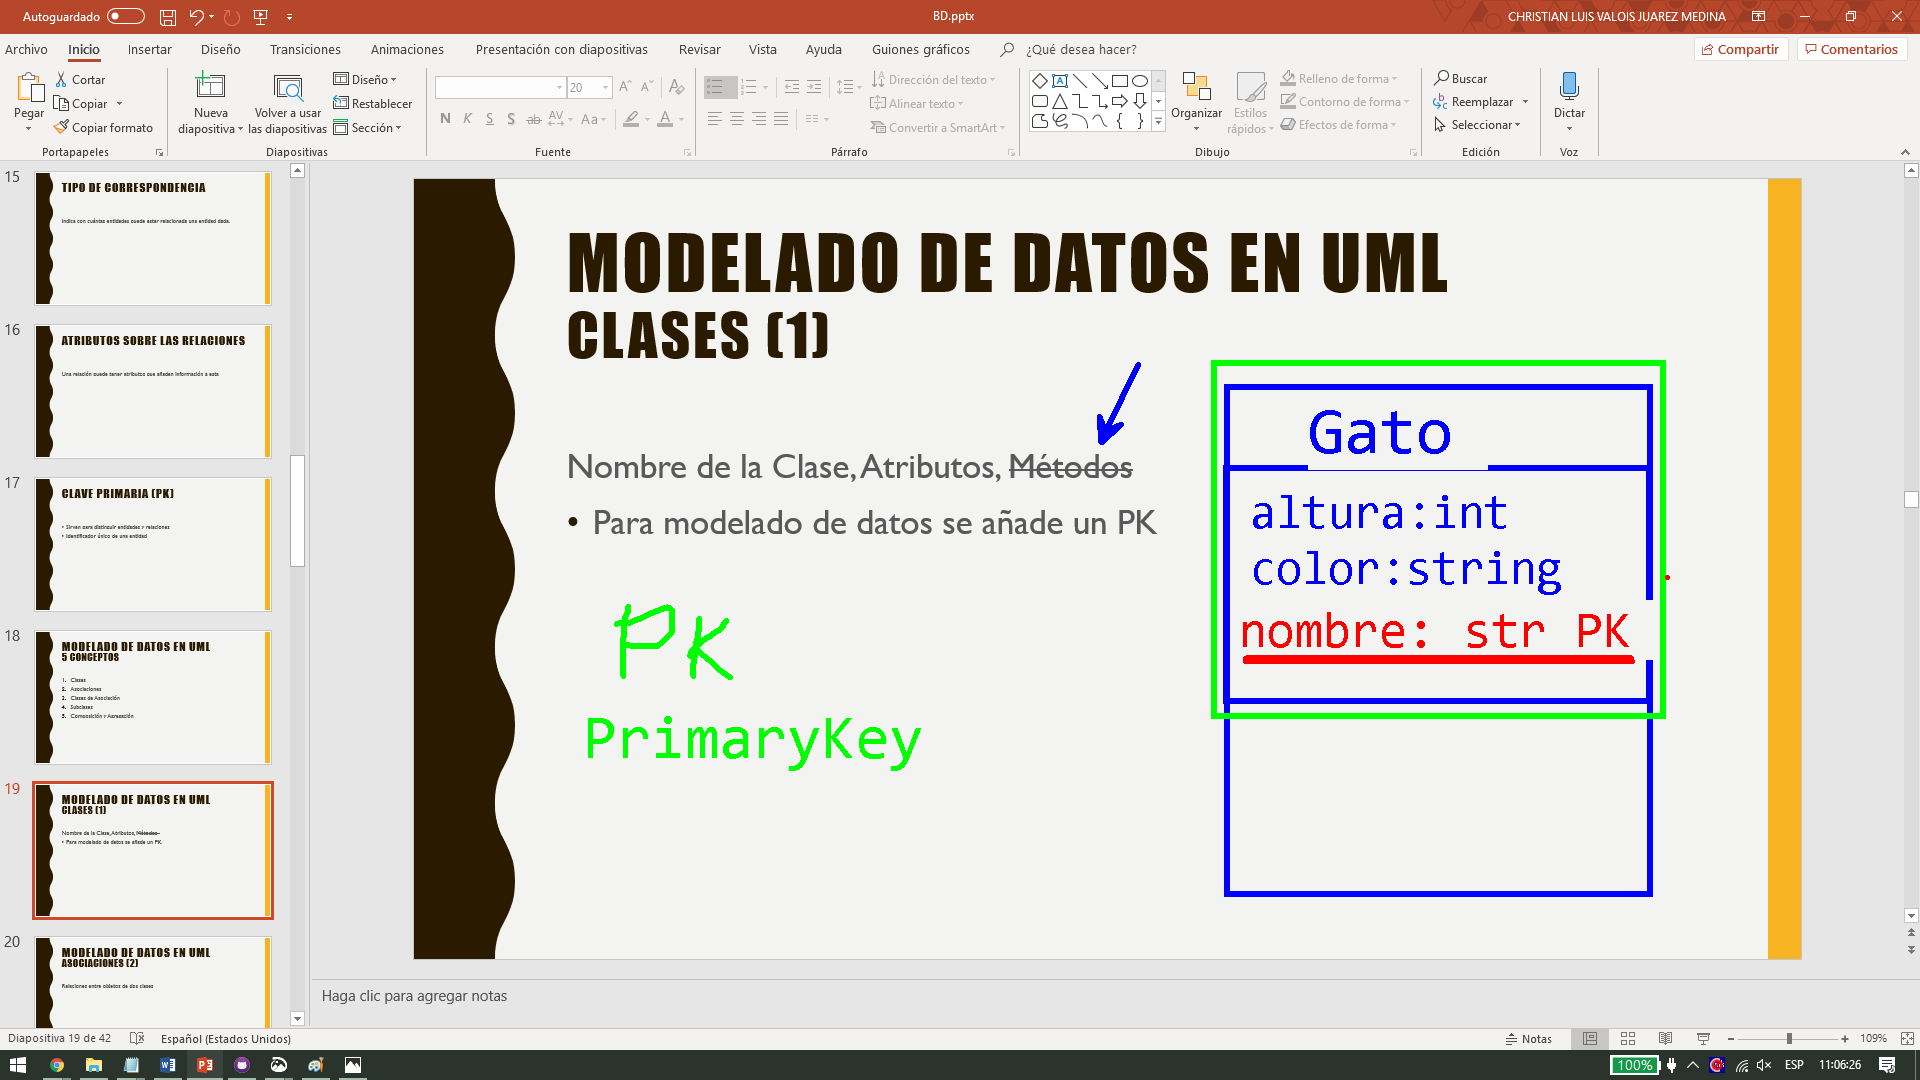 Autoguardado
BD.pptx
CHRISTIAN LUIS VALOIS JUAREZ MEDINA
Archivo Inicio Insertar Diseño Transiciones Animaciones Presentación con diapositivas Revisar Vista Ayuda Guiones gráficos ¿Qué desea hacer? Compartir Comentarios
Pegar
Cortar
Copiar
Copiar formato
Portapapeles
Nueva diapositiva
Volver a usar las diapositivas
Diseño
Restablecer
Sección
Diapositivas
20
N K S S ab AV Aa A
Fuente
Dirección del texto
Alinear texto
Convertir a SmartArt
Párrafo
Organizar
Estilos rápidos
Relleno de forma
Contorno de forma
Efectos de forma
Dibujo
Buscar
Reemplazar
Seleccionar
Edición
Dictar
Voz
15
TIPO DE CORRESPONDENCIA
Indica con cuántas entidades puede estar relacionada una entidad dada.
16
ATRIBUTOS SOBRE LAS RELACIONES
Una relación puede tener atributos que añaden información a esta
17
CLAVE PRIMARIA (PK)
• Sirven para distinguir entidades y relaciones
• Identificador único de una entidad
18
MODELADO DE DATOS EN UML
5 CONCEPTOS
1. Clases
2. Asociaciones
3. Clases de Asociación
4. Subclases
5. Composición y Agregación
19
MODELADO DE DATOS EN UML
CLASES (1)
Nombre de la Clase, Atributos, Métodos
• Para modelado de datos se añade un PK
20
MODELADO DE DATOS EN UML
ASOCIACIONES (2)
Relaciones entre objetos de dos clases
MODELADO DE DATOS EN UML
CLASES (1)
Nombre de la Clase, Atributos, Métodos
• Para modelado de datos se añade un PK
PK
PrimaryKey
Gato
altura:int
color:string
nombre: str PK
Haga clic para agregar notas
Diapositiva 19 de 42 Español (Estados Unidos) Notas 109%
100% ESP 11:06:26